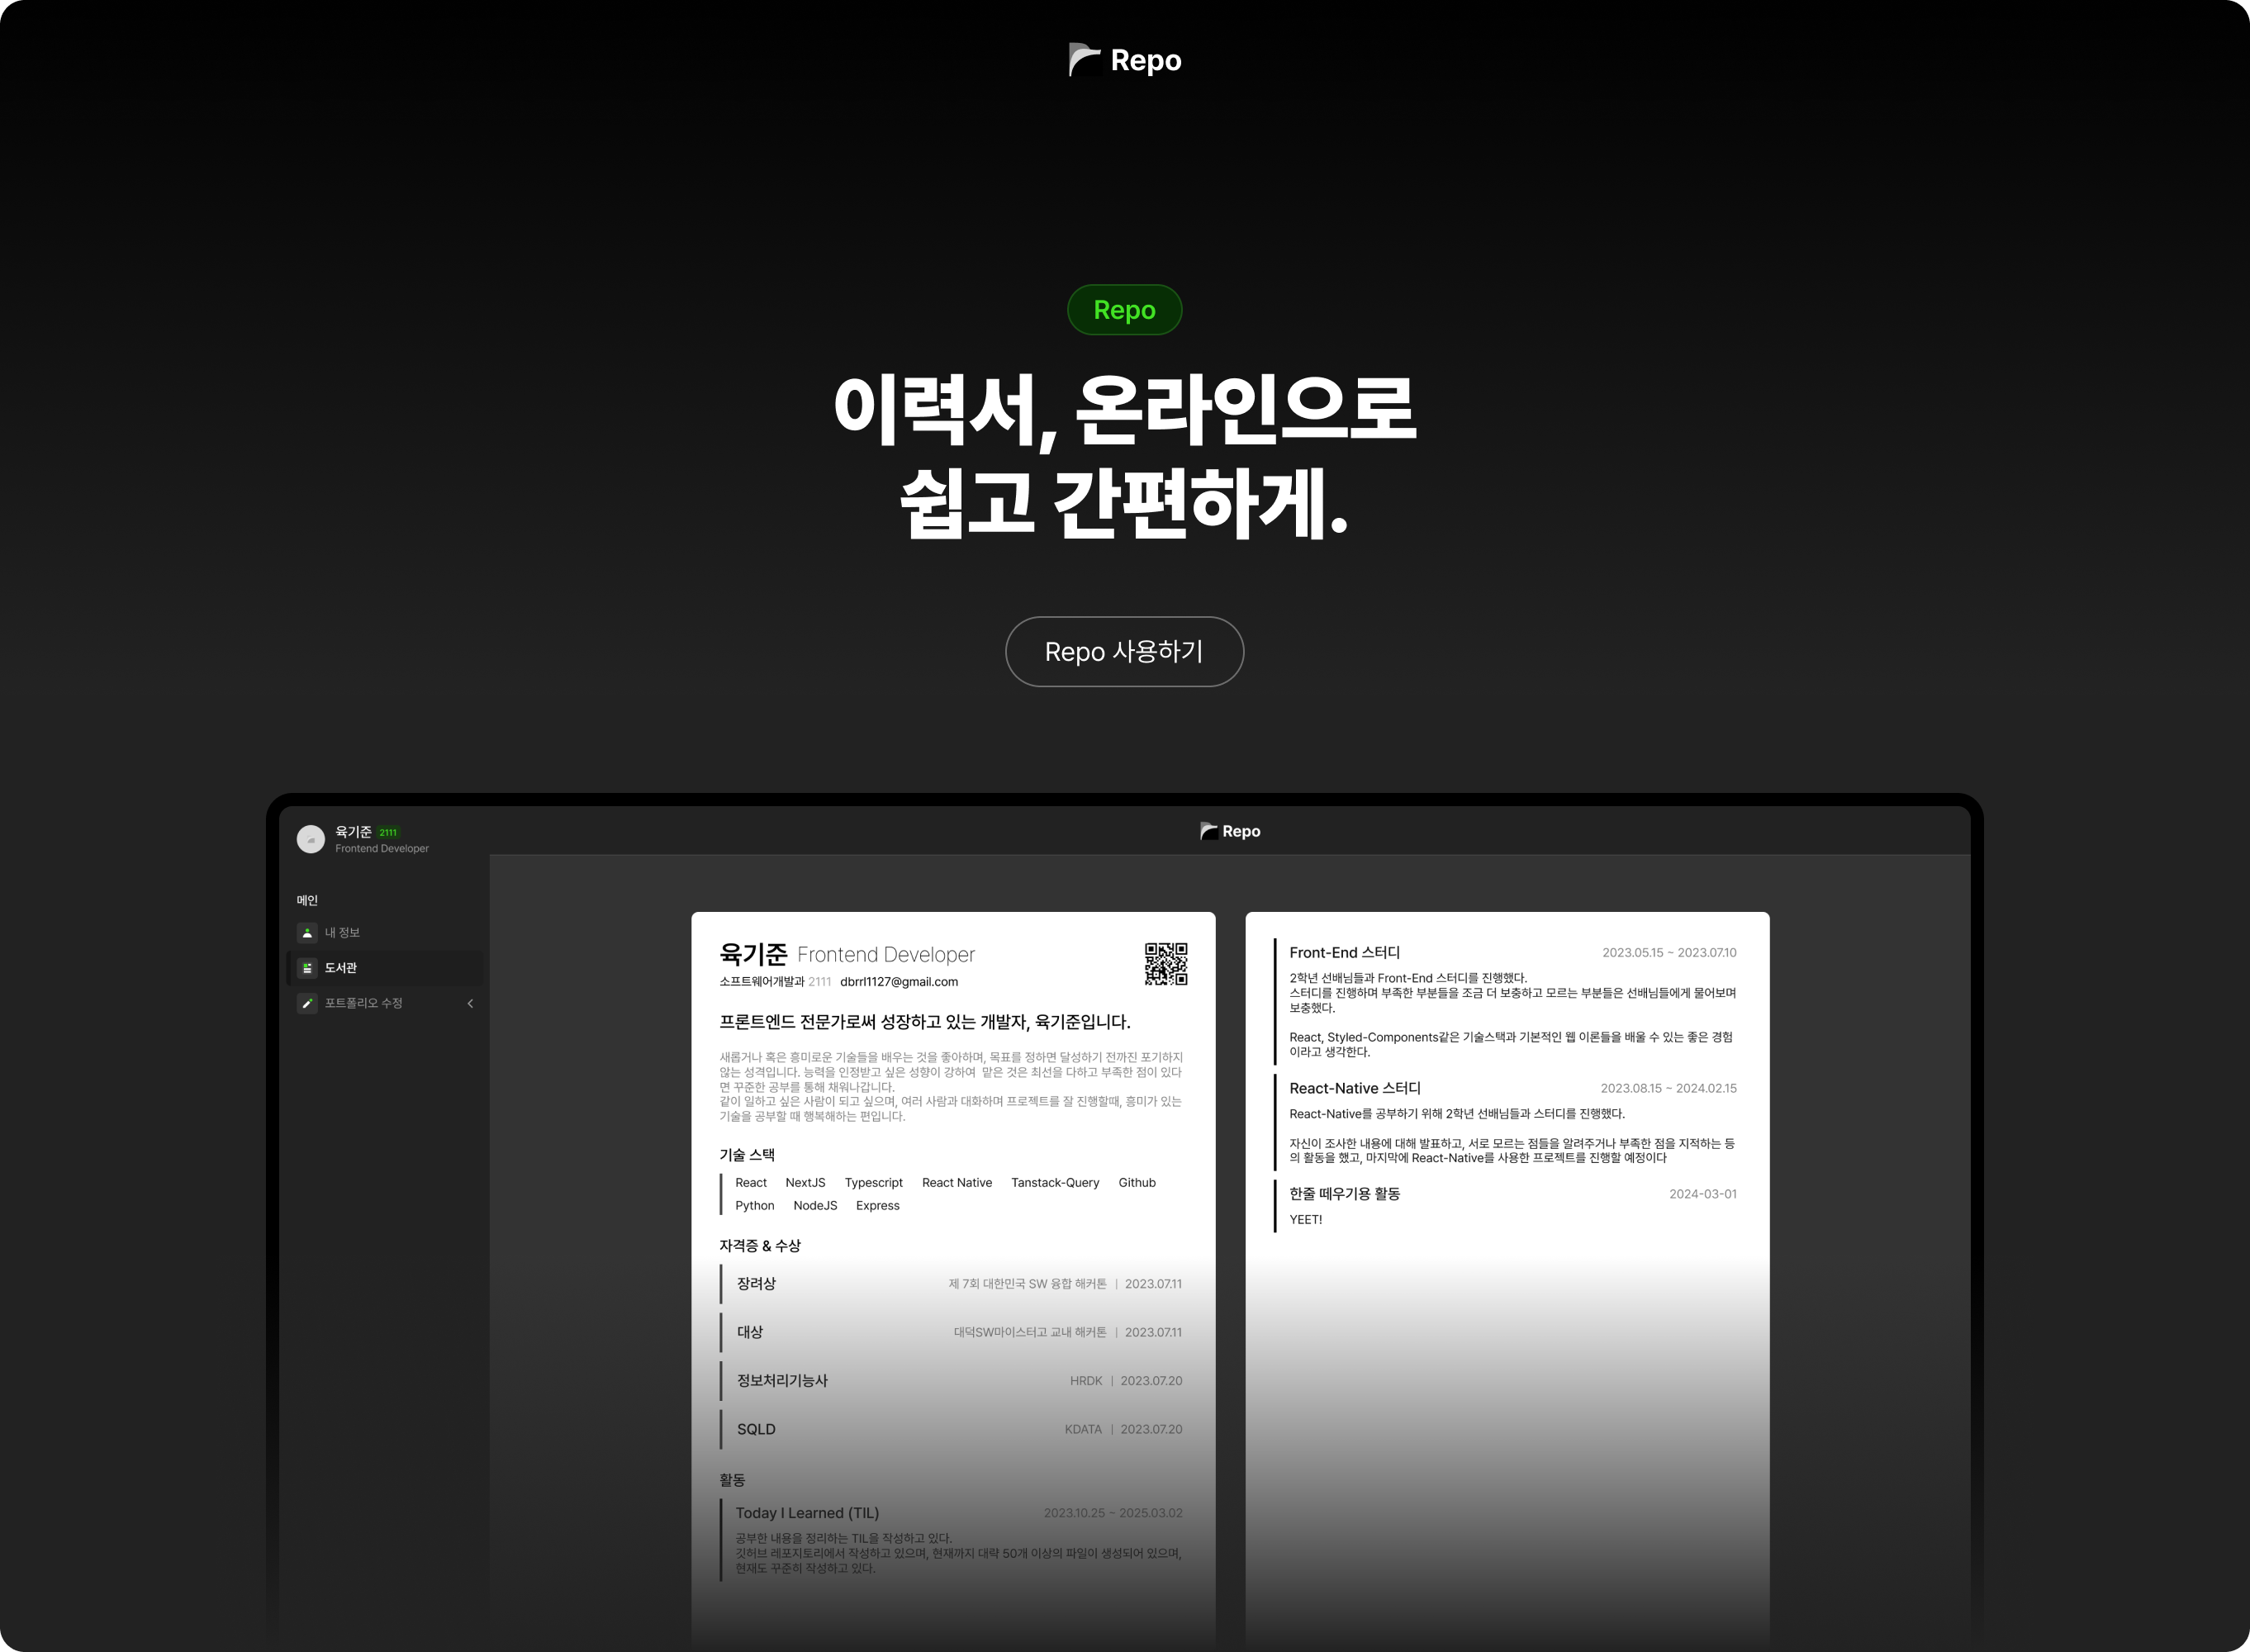 Repo
Repo
이력서, 온라인으로
쉽고 간편하게.
Repo 사용하기
육기준 2111
Frontend Developer
Repo
메인
내 정보
도서관
포트폴리오 수정
육기준 Frontend Developer
소프트웨어개발과 2111 dbrrl1127@gmail.com
프론트엔드 전문가로써 성장하고 있는 개발자, 육기준입니다.
새롭거나 혹은 흥미로운 기술들을 배우는 것을 좋아하며, 목표를 정하면 달성하기 전까진 포기하지
않는 성격입니다. 능력을 인정받고 싶은 성향이 강하여 맡은 것은 최선을 다하고 부족한 점이 있다
면 꾸준한 공부를 통해 채워나갑니다.
같이 일하고 싶은 사람이 되고 싶으며, 여러 사람과 대화하며 프로젝트를 잘 진행할때, 흥미가 있는
기술을 공부할 때 행복해하는 편입니다.
기술 스택
React NextJS Typescript React Native Tanstack-Query Github
Python NodeJS Express
자격증 & 수상
장려상 제 7회 대한민국 SW 융합 해커톤 | 2023.07.11
대상 대덕SW마이스터고 교내 해커톤 | 2023.07.11
정보처리기능사 HRDK | 2023.07.20
SQLD KDATA | 2023.07.20
활동
Today I Learned (TIL) 2023.10.25 ~ 2025.03.02
공부한 내용을 정리하는 TIL을 작성하고 있다.
깃허브 레포지토리에서 작성하고 있으며, 현재까지 대략 50개 이상의 파일이 생성되어 있으며,
현재도 꾸준히 작성하고 있다.
Front-End 스터디 2023.05.15 ~ 2023.07.10
2학년 선배님들과 Front-End 스터디를 진행했다.
스터디를 진행하며 부족한 부분들을 조금 더 보충하고 모르는 부분들은 선배님들에게 물어보며
보충했다.
React, Styled-Components같은 기술스택과 기본적인 웹 이론들을 배울 수 있는 좋은 경험
이라고 생각한다.
React-Native 스터디 2023.08.15 ~ 2024.02.15
React-Native를 공부하기 위해 2학년 선배님들과 스터디를 진행했다.
자신이 조사한 내용에 대해 발표하고, 서로 모르는 점들을 알려주거나 부족한 점을 지적하는 등
의 활동을 했고, 마지막에 React-Native를 사용한 프로젝트를 진행할 예정이다
한줄 떼우기용 활동 2024-03-01
YEET!